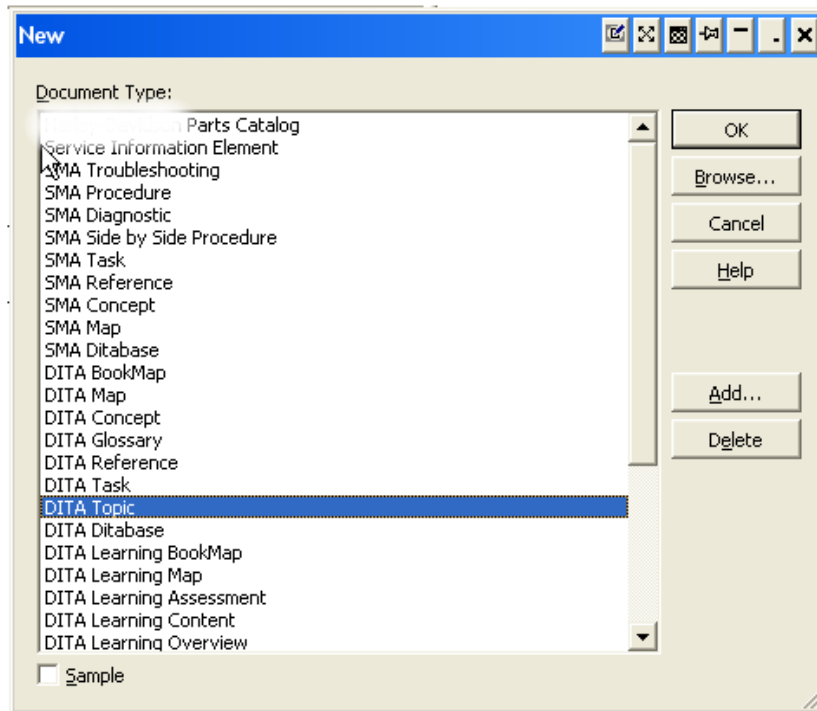 New
Document Type:
Parts Catalog
Service Information Element
SMA Troubleshooting
SMA Procedure
SMA Diagnostic
SMA Side by Side Procedure
SMA Task
SMA Reference
SMA Concept
SMA Map
SMA Ditabase
DITA BookMap
DITA Map
DITA Concept
DITA Glossary
DITA Reference
DITA Task
DITA Topic
DITA Ditabase
DITA Learning BookMap
DITA Learning Map
DITA Learning Assessment
DITA Learning Content
DITA Learning Overview
Sample
OK
Browse...
Cancel
Help
Add...
Delete